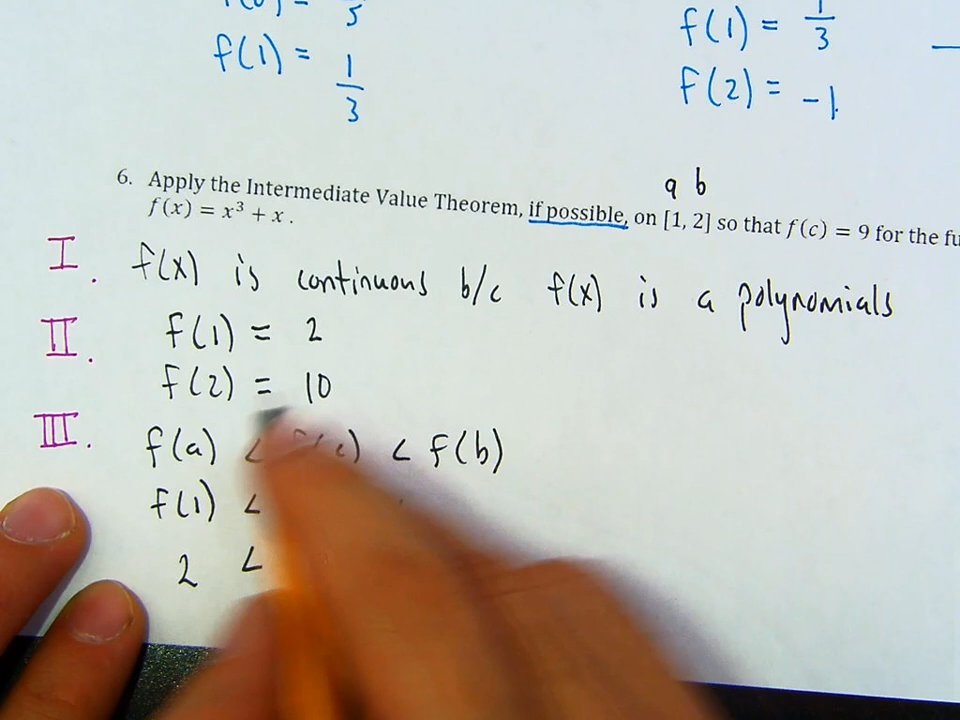 5
f(1) = 1/3
f(1) = 1/3
f(2) = -1
a b
6. Apply the Intermediate Value Theorem, if possible, on [1, 2] so that f(c) = 9 for the
f(x) = x³ + x.
I. f(x) is continuous b/c f(x) is a polynomials
II. f(1) = 2
f(2) = 10
III. f(a) < < f(b)
f(1) <
2 <